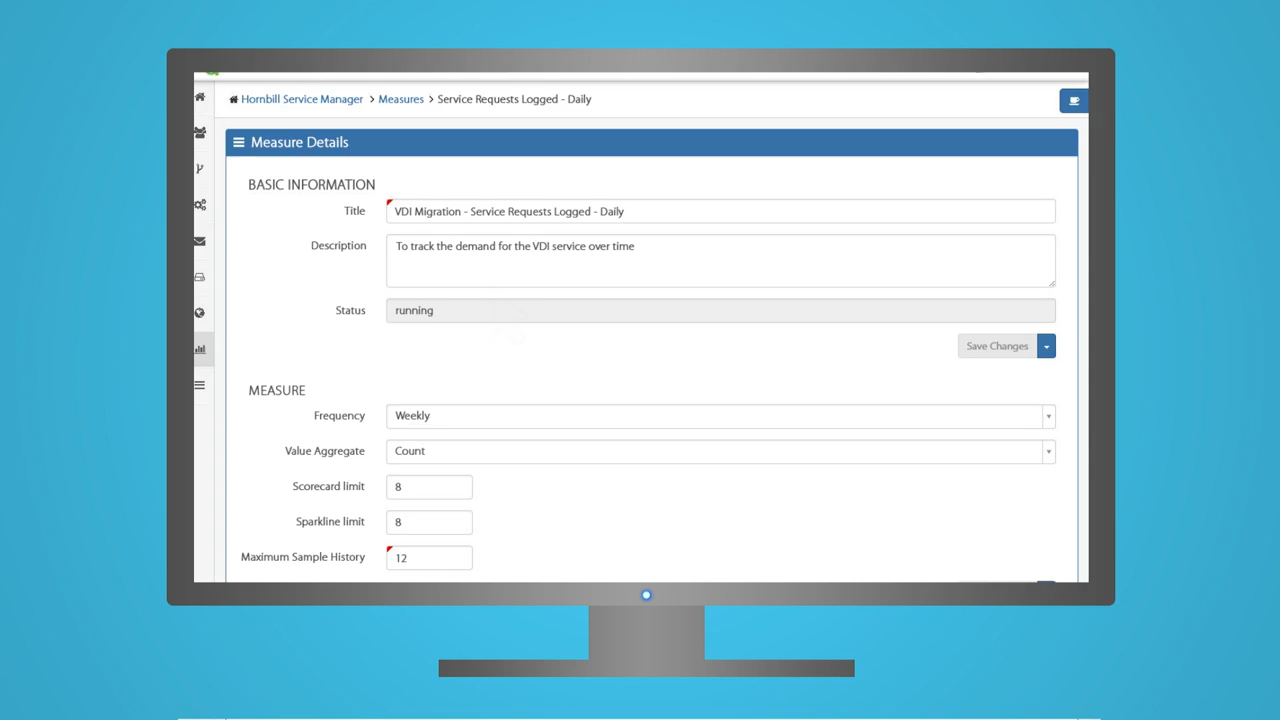 Hornbill Service Manager > Measures > Service Requests Logged - Daily
Measure Details
BASIC INFORMATION
Title VDI Migration - Service Requests Logged - Daily
Description To track the demand for the VDI service over time
Status running
Save Changes
MEASURE
Frequency Weekly
Value Aggregate Count
Scorecard limit 8
Sparkline limit 8
Maximum Sample History 12